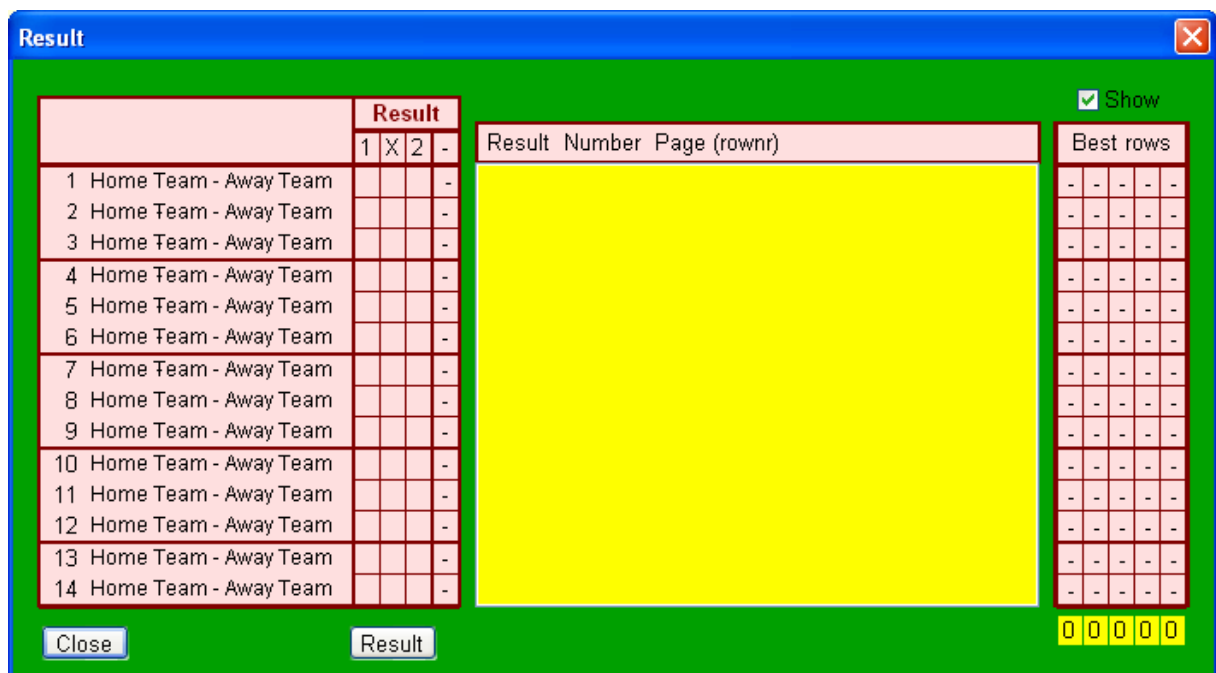 Result
Show
Result
1 X 2 -
Result Number Page (rownr)
Best rows
1 Home Team - Away Team - - - - - -
2 Home Team - Away Team - - - - - -
3 Home Team - Away Team - - - - - -
4 Home Team - Away Team - - - - - -
5 Home Team - Away Team - - - - - -
6 Home Team - Away Team - - - - - -
7 Home Team - Away Team - - - - - -
8 Home Team - Away Team - - - - - -
9 Home Team - Away Team - - - - - -
10 Home Team - Away Team - - - - - -
11 Home Team - Away Team - - - - - -
12 Home Team - Away Team - - - - - -
13 Home Team - Away Team - - - - - -
14 Home Team - Away Team - - - - - -
0 0 0 0 0
Close
Result